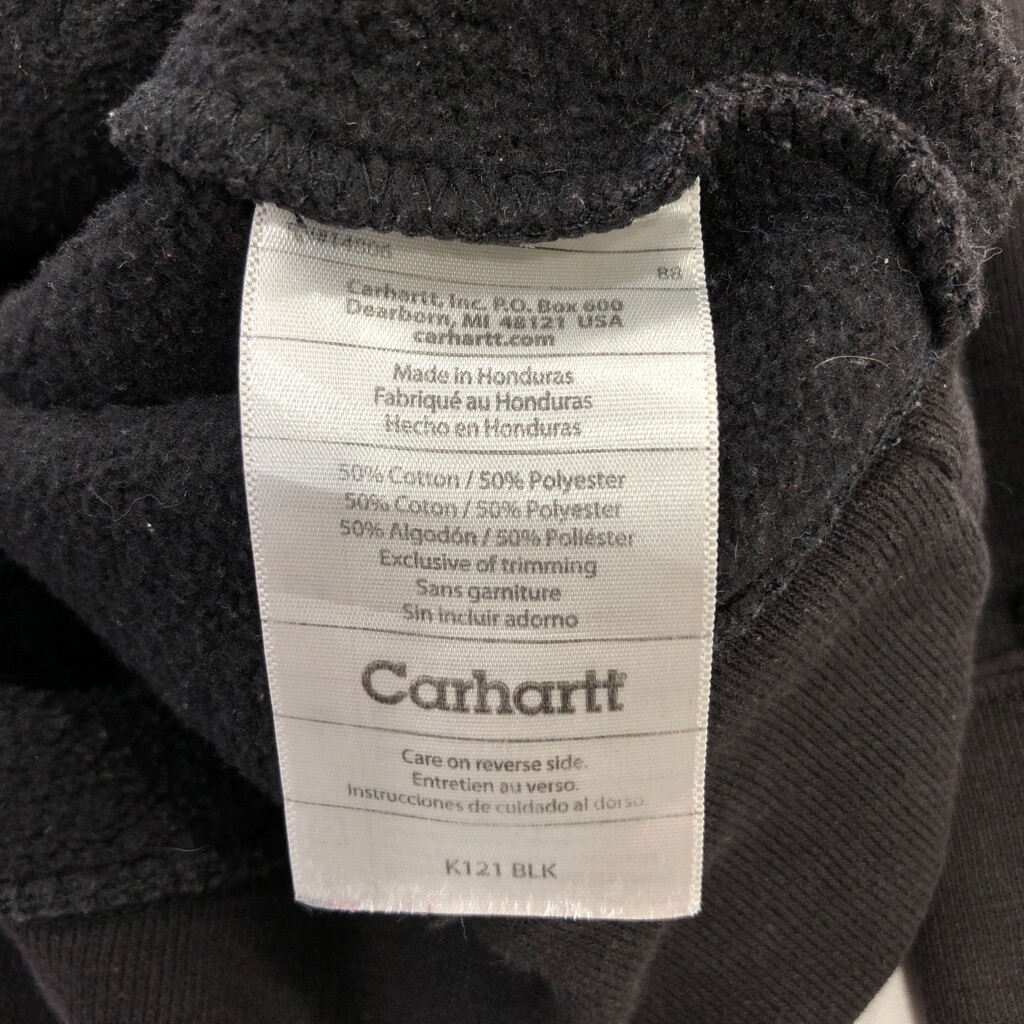 88
Carhartt, Inc. P.O. Box 600
Dearborn, MI 48121 USA
carhartt.com
Made in Honduras
Fabriqué au Honduras
Hecho en Honduras
50% Cotton / 50% Polyester
50% Coton / 50% Polyester
50% Algodón / 50% Poliéster
Exclusive of trimming
Sans garniture
Sin incluir adorno
Carhartt®
Care on reverse side.
Entretien au verso.
Instrucciones de cuidado al dorso.
K121 BLK